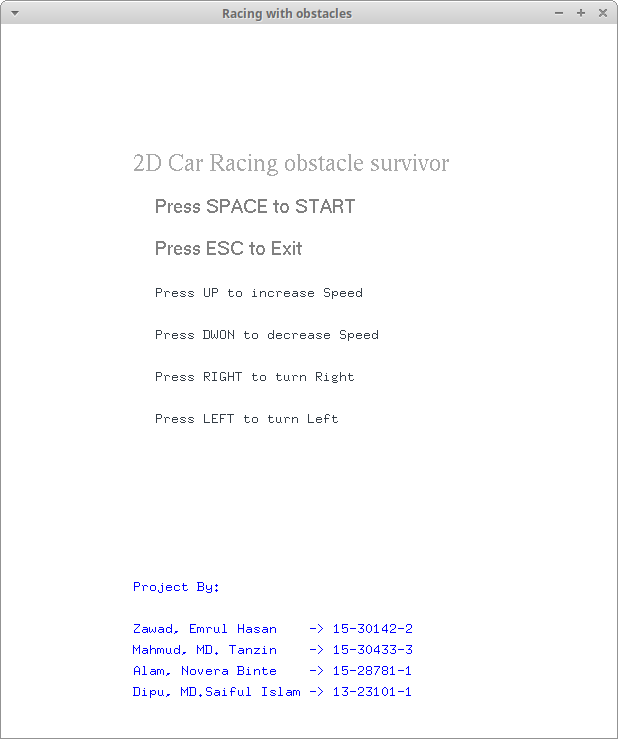 Racing with obstacles
2D Car Racing obstacle survivor
Press SPACE to START
Press ESC to Exit
Press UP to increase Speed
Press DWON to decrease Speed
Press RIGHT to turn Right
Press LEFT to turn Left
Project By:
Zawad, Emrul Hasan    -> 15-30142-2
Mahmud, MD. Tanzin    -> 15-30433-3
Alam, Novera Binte    -> 15-28781-1
Dipu, MD.Saiful Islam -> 13-23101-1